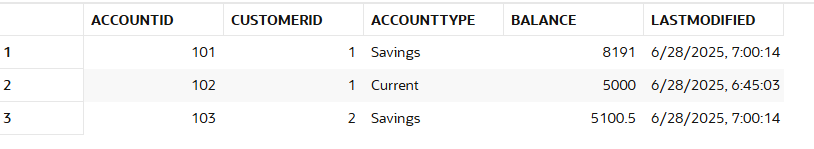 ACCOUNTID CUSTOMERID ACCOUNTTYPE BALANCE LASTMODIFIED
1 101 1 Savings 8191 6/28/2025, 7:00:14
2 102 1 Current 5000 6/28/2025, 6:45:03
3 103 2 Savings 5100.5 6/28/2025, 7:00:14